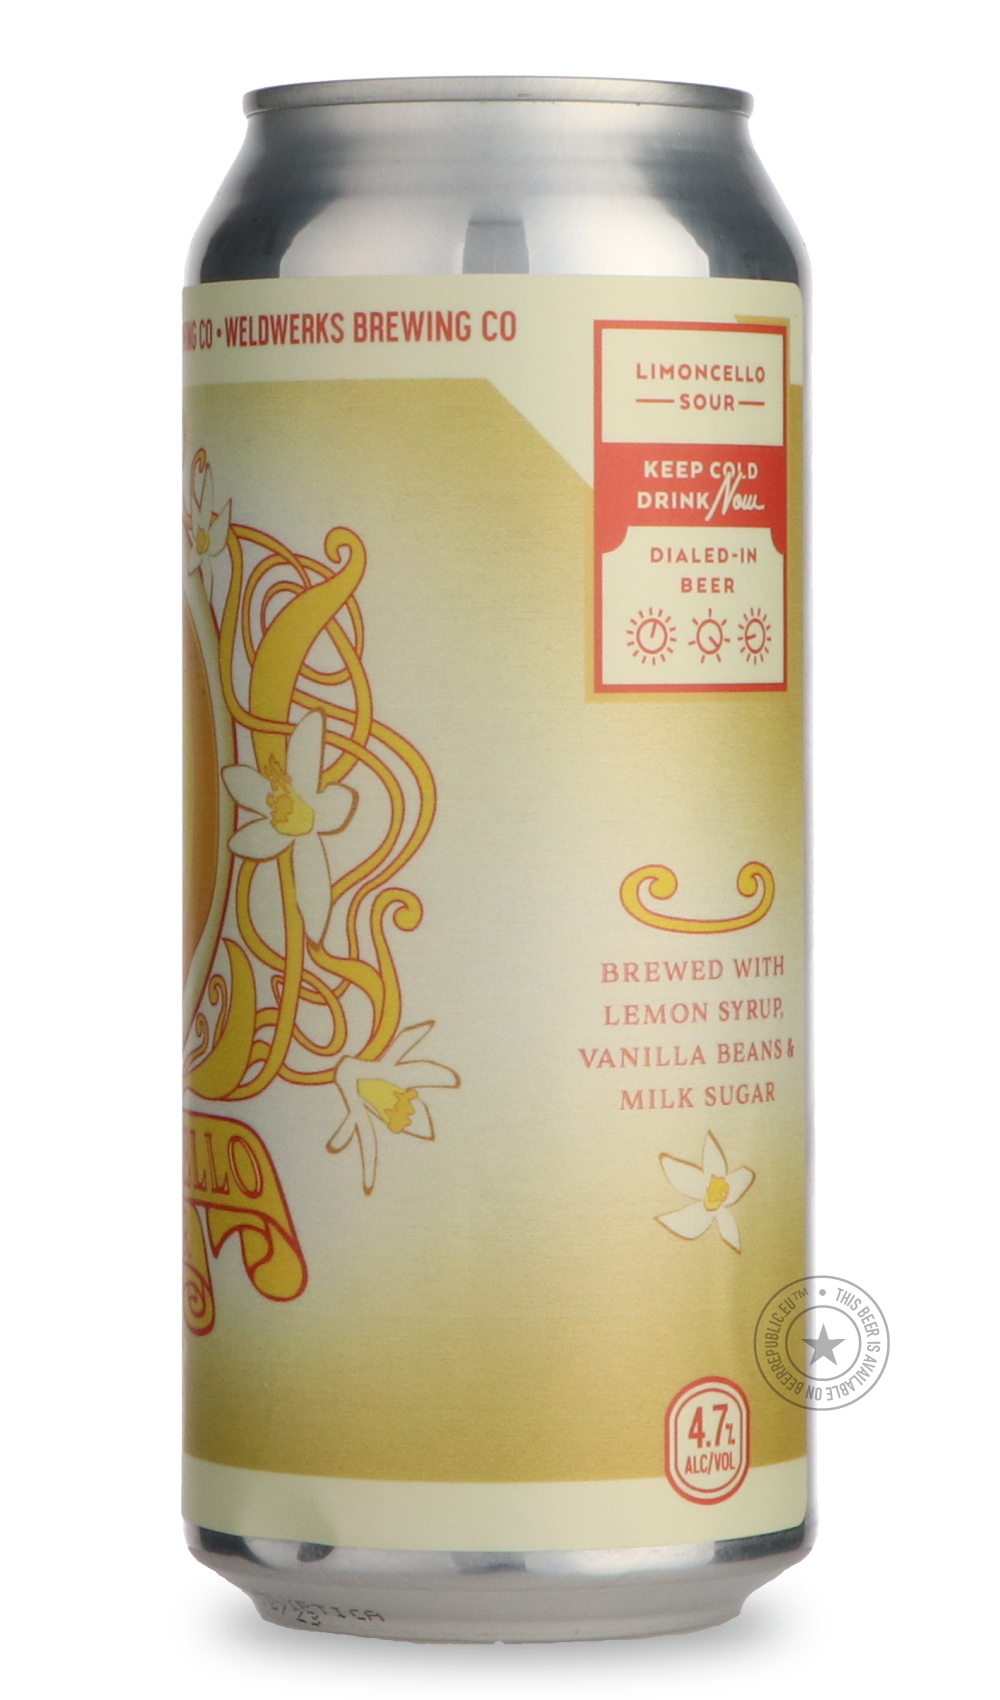 CO • WELDWERKS BREWING CO
LIMONCELLO
SOUR
KEEP COLD
DRINK Now
DIALED-IN
BEER
BREWED WITH
LEMON SYRUP,
VANILLA BEANS &
MILK SUGAR
4.7%
ALC/VOL
THIS BEER IS AVAILABLE ON BEERREPUBLIC.EU™ •